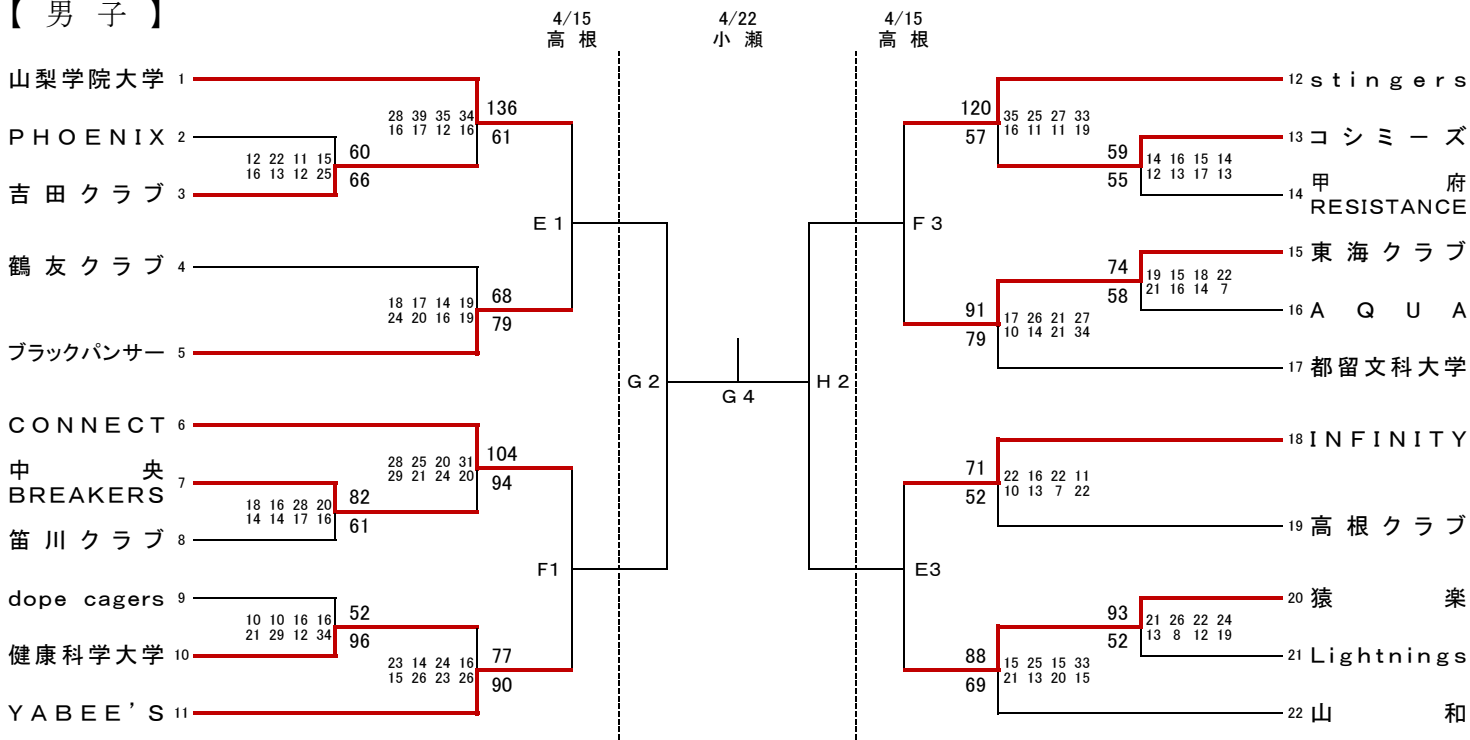 【 男 子 】
4/15
高 根
4/22
小 瀬
4/15
高 根
山梨学院大学 1
PHOENIX 2
吉田クラブ 3
鶴友クラブ 4
ブラックパンサー 5
CONNECT 6
中 央
BREAKERS 7
笛川クラブ 8
dope cagers 9
健康科学大学 10
YABEE'S 11
12 22 11 15
16 13 12 25
60
66
28 39 35 34
16 17 12 16
136
61
18 17 14 19
24 20 16 19
68
79
18 16 28 20
14 14 17 16
82
61
28 25 20 31
29 21 24 20
104
94
10 10 16 16
21 29 12 34
52
96
23 14 24 16
15 26 23 26
77
90
E1
F1
G2
G4
H2
F3
E3
120
57
35 25 27 33
16 11 11 19
59
55
14 16 15 14
12 13 17 13
74
58
19 15 18 22
21 16 14 7
91
79
17 26 21 27
10 14 21 34
71
52
22 16 22 11
10 13 7 22
93
52
21 26 22 24
13 8 12 19
88
69
15 25 15 33
21 13 20 15
12 stingers
13 コシミーズ
14 甲 府
RESISTANCE
15 東海クラブ
16 AQUA
17 都留文科大学
18 INFINITY
19 高根クラブ
20 猿 楽
21 Lightnings
22 山 和